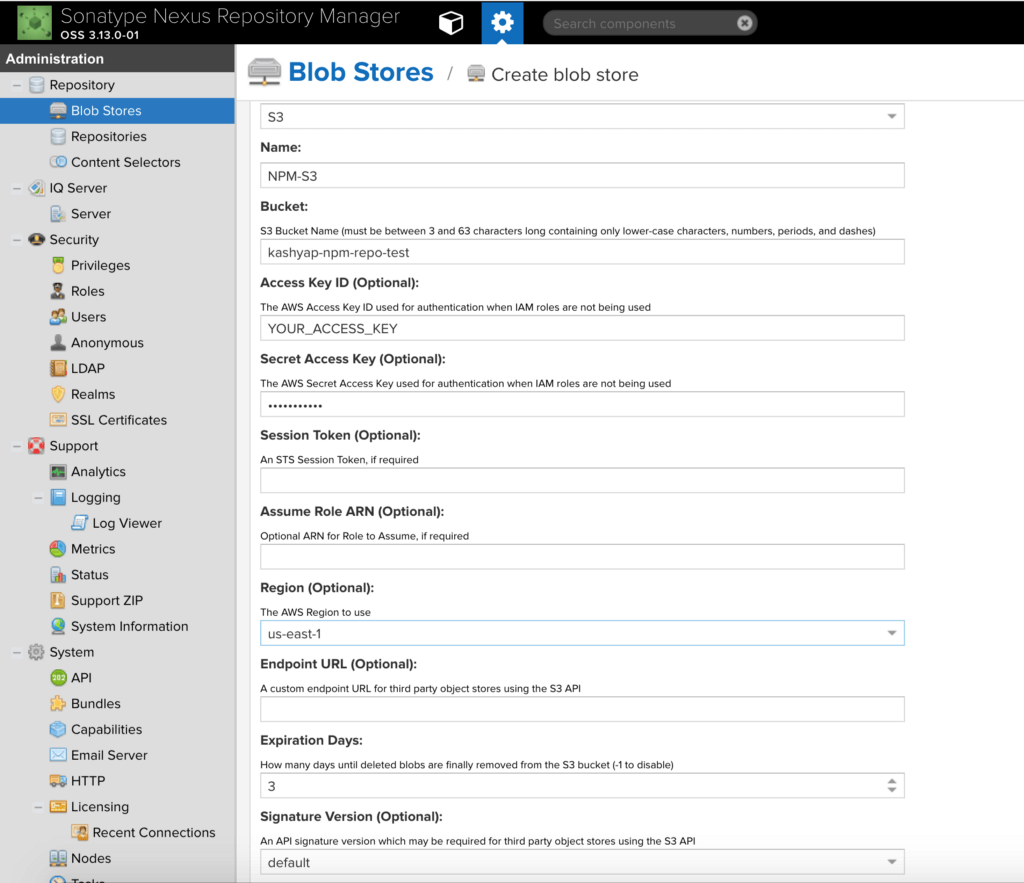 Sonatype Nexus Repository Manager
OSS 3.13.0-01
Search components
Administration
Repository
Blob Stores
Repositories
Content Selectors
IQ Server
Server
Security
Privileges
Roles
Users
Anonymous
LDAP
Realms
SSL Certificates
Support
Analytics
Logging
Log Viewer
Metrics
Status
Support ZIP
System Information
System
API
Bundles
Capabilities
Email Server
HTTP
Licensing
Recent Connections
Nodes
Tasks
Blob Stores / Create blob store
S3
Name:
NPM-S3
Bucket:
S3 Bucket Name (must be between 3 and 63 characters long containing only lower-case characters, numbers, periods, and dashes)
kashyap-npm-repo-test
Access Key ID (Optional):
The AWS Access Key ID used for authentication when IAM roles are not being used
YOUR_ACCESS_KEY
Secret Access Key (Optional):
The AWS Secret Access Key used for authentication when IAM roles are not being used
•••••••••••
Session Token (Optional):
An STS Session Token, if required
Assume Role ARN (Optional):
Optional ARN for Role to Assume, if required
Region (Optional):
The AWS Region to use
us-east-1
Endpoint URL (Optional):
A custom endpoint URL for third party object stores using the S3 API
Expiration Days:
How many days until deleted blobs are finally removed from the S3 bucket (-1 to disable)
3
Signature Version (Optional):
An API signature version which may be required for third party object stores using the S3 API
default